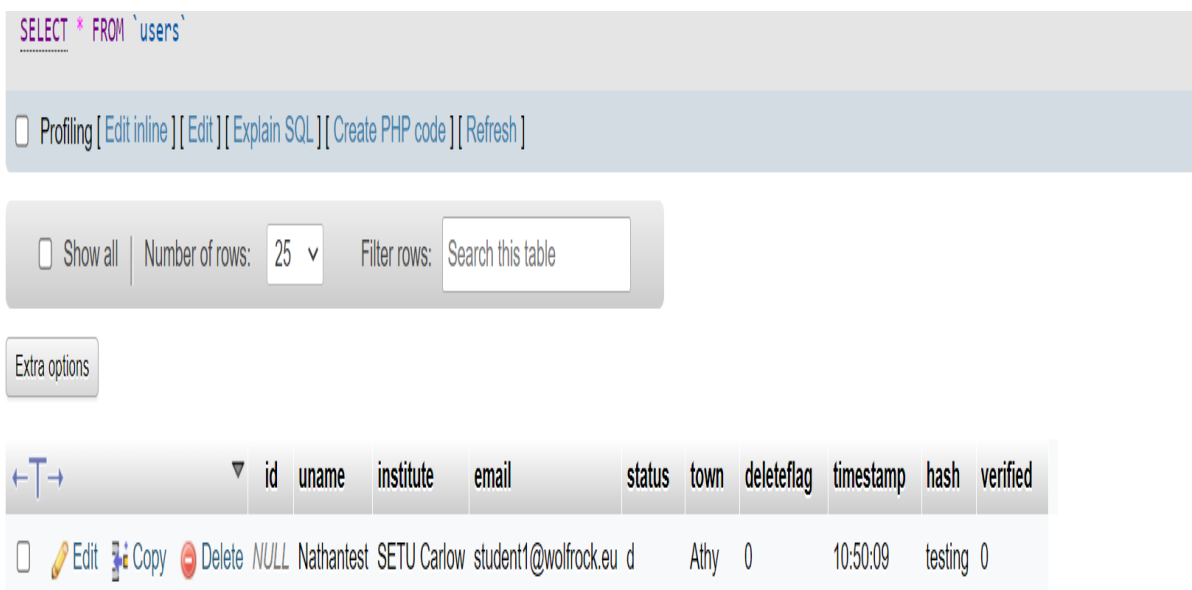 SELECT * FROM `users`
Profiling [ Edit inline ] [ Edit ] [ Explain SQL ] [ Create PHP code ] [ Refresh ]
Show all | Number of rows: 25 Filter rows: Search this table
Extra options
←T→ ▼ id uname institute email status town deleteflag timestamp hash verified
Edit Copy Delete NULL Nathantest SETU Carlow student1@wolfrock.eu d Athy 0 10:50:09 testing 0